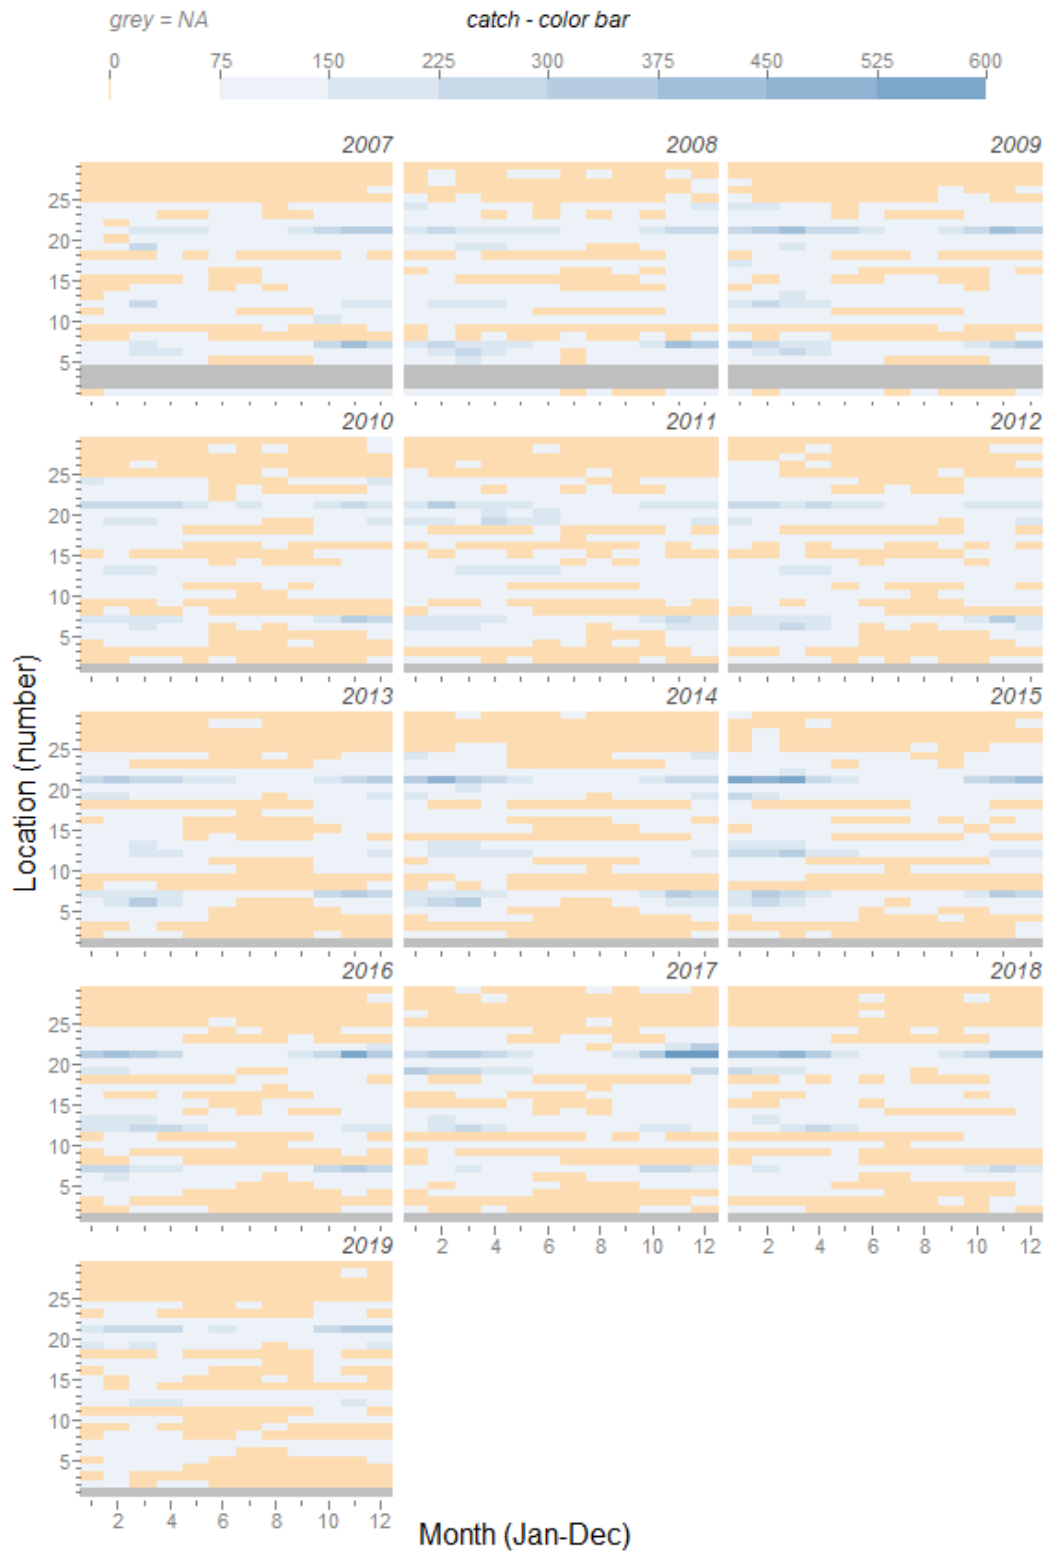 grey = NA catch - color bar
0 75 150 225 300 375 450 525 600
2007 2008 2009
25
20
15
10
5
2010 2011 2012
25
20
15
10
5
2013 2014 2015
25
20
15
10
5
2016 2017 2018
25
20
15
10
5
2 4 6 8 10 12 2 4 6 8 10 12
2019
25
20
15
10
5
2 4 6 8 10 12
Location (number)
Month (Jan-Dec)